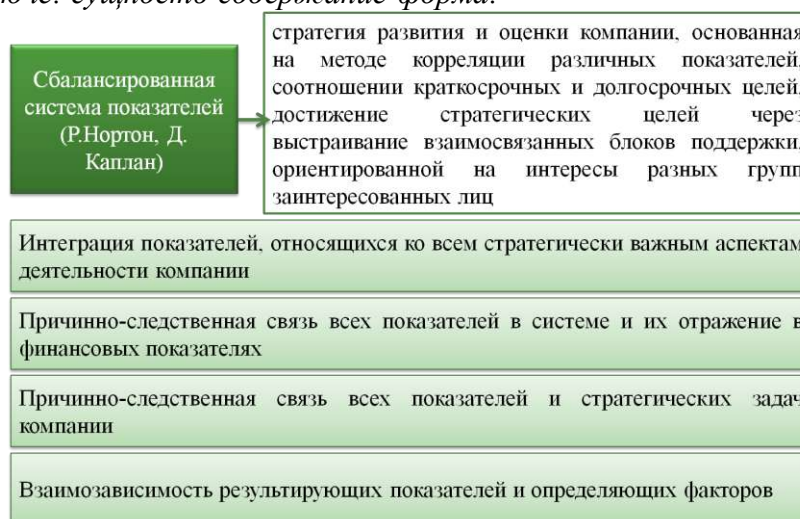 сущность содержание форма.
Сбалансированная
система показателей
(Р.Нортон, Д.
Каплан)
стратегия развития и оценки компании, основанная
на методе корреляции различных показателей,
соотношении краткосрочных и долгосрочных целей,
достижение стратегических целей через
выстраивание взаимосвязанных блоков поддержки,
ориентированной на интересы разных групп
заинтересованных лиц
Интеграция показателей, относящихся ко всем стратегически важным аспектам
деятельности компании
Причинно-следственная связь всех показателей в системе и их отражение в
финансовых показателях
Причинно-следственная связь всех показателей и стратегических задач
компании
Взаимозависимость результирующих показателей и определяющих факторов